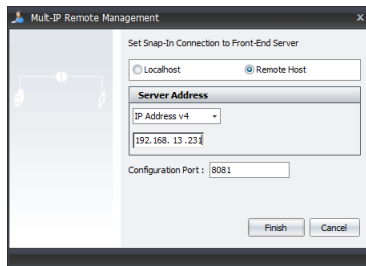 Mult-IP Remote Management x
Set Snap-In Connection to Front-End Server
Localhost Remote Host
Server Address
IP Address v4
192.168. 13 .231
Configuration Port : 8081
Finish Cancel